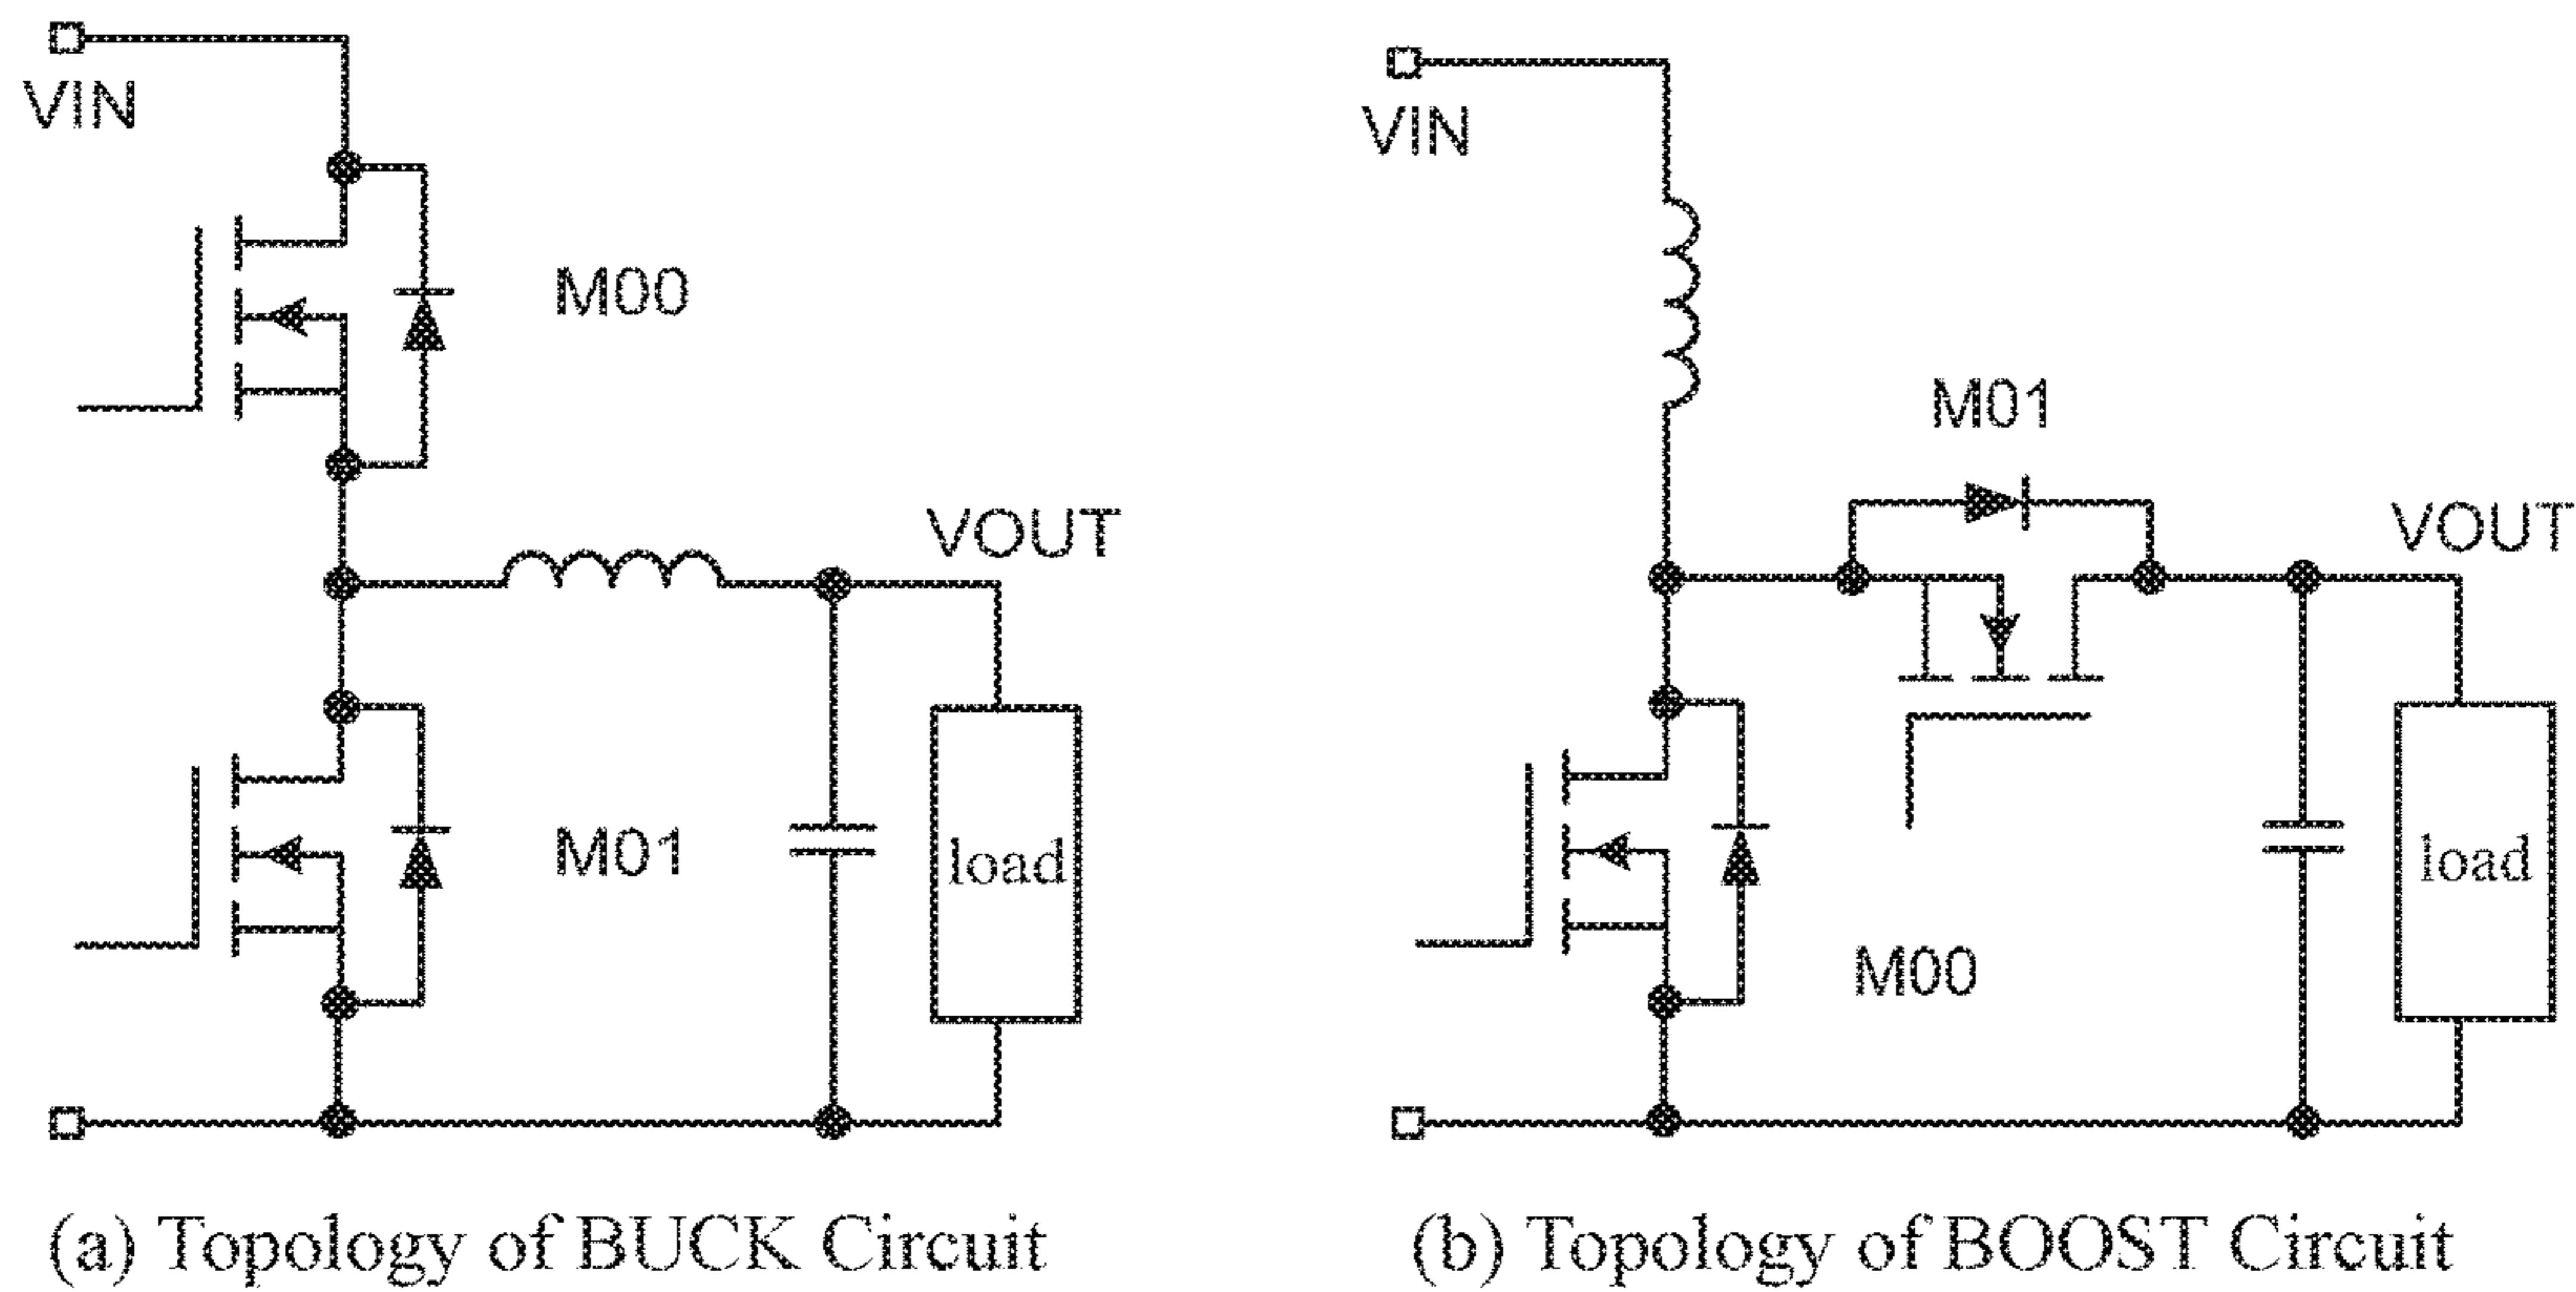 VIN
M00
VOUT
M01
load
(a) Topology of BUCK Circuit
VIN
M01
VOUT
load
M00
(b) Topology of BOOST Circuit